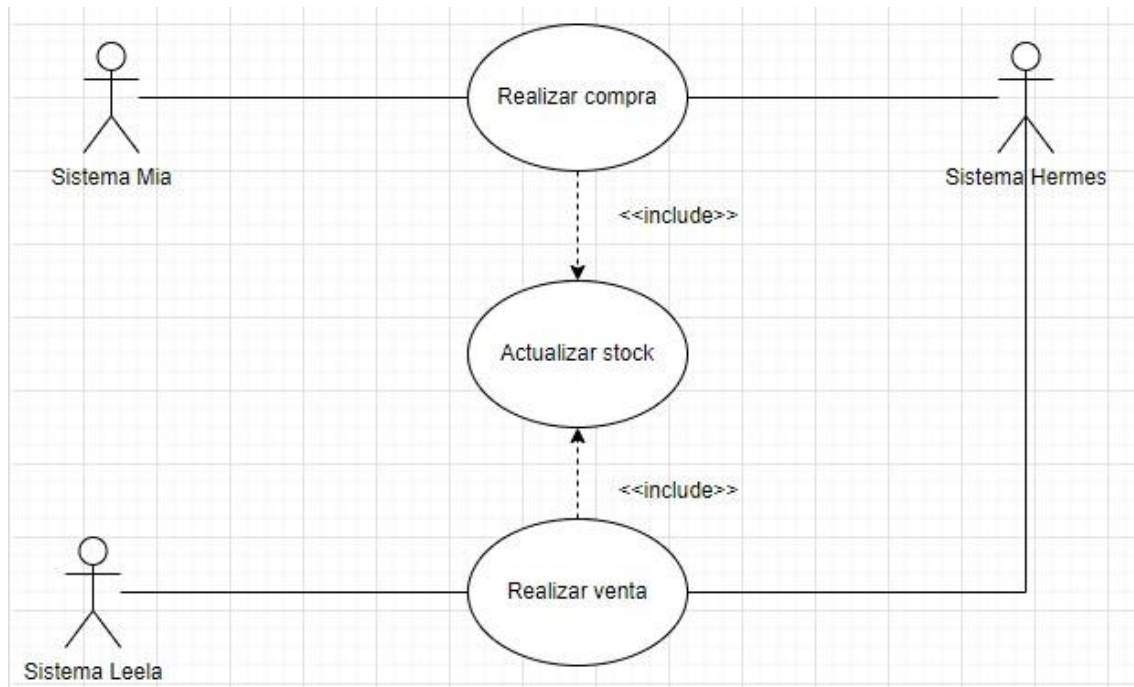 Realizar compra
Sistema Mia
Sistema Hermes
<<include>>
Actualizar stock
<<include>>
Realizar venta
Sistema Leela